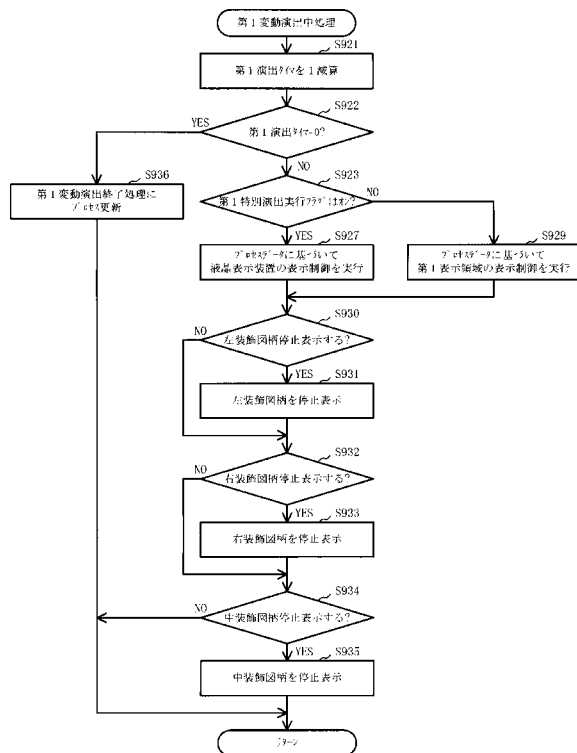 第1変動演出中処理
S921
第1演出ﾀｲﾏを1減算
S922
YES
第1演出ﾀｲﾏ=0?
NO
S936
第1変動演出終了処理に
ﾌﾟﾛｾｽ更新
S923
第1特別演出実行ﾌﾗｸﾞはｵﾝ?
NO
YES
S927
ﾌﾟﾛｾｽﾃﾞｰﾀに基づいて
液晶表示装置の表示制御を実行
S929
ﾌﾟﾛｾｽﾃﾞｰﾀに基づいて
第1表示領域の表示制御を実行
S930
NO
左装飾図柄停止表示する?
YES
S931
左装飾図柄を停止表示
S932
NO
右装飾図柄停止表示する?
YES
S933
右装飾図柄を停止表示
S934
NO
中装飾図柄停止表示する?
YES
S935
中装飾図柄を停止表示
ﾘﾀｰﾝ